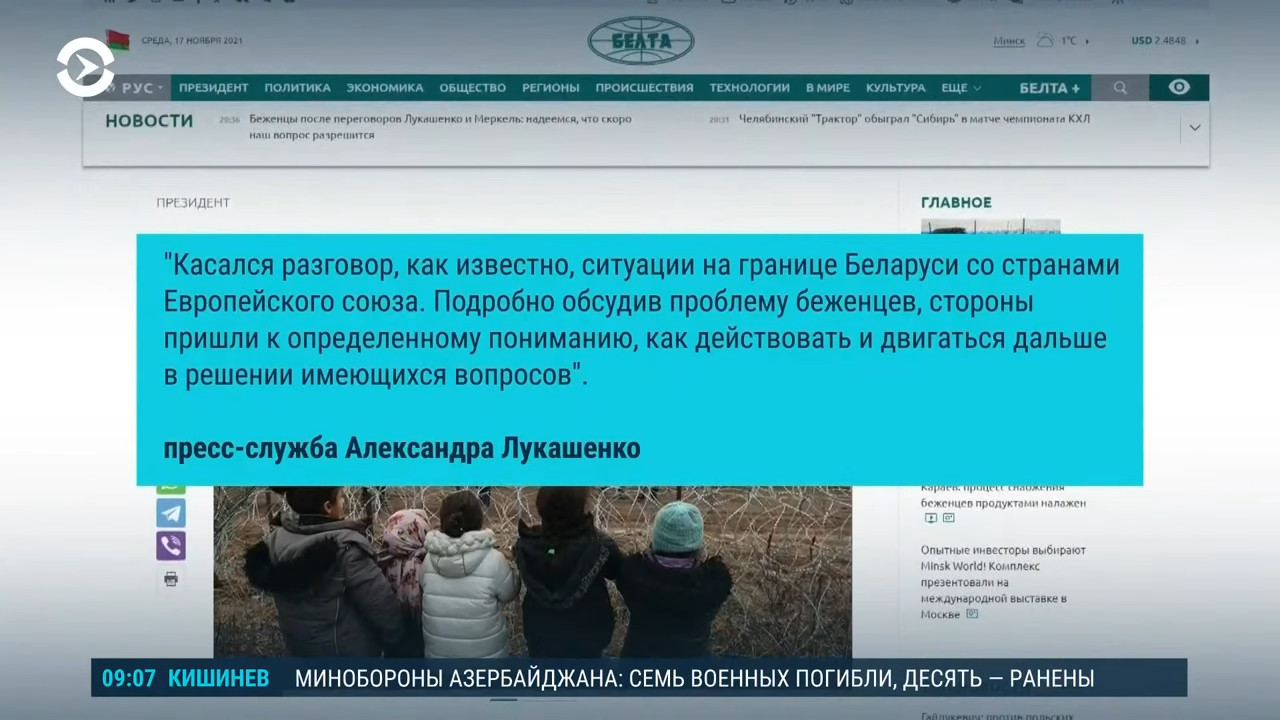 СРЕДА, 17 НОЯБРЯ 2021
БЕЛТА
Минск
-1°C
USD 2.4848
РУС
ПРЕЗИДЕНТ
ПОЛИТИКА
ЭКОНОМИКА
ОБЩЕСТВО
РЕГИОНЫ
ПРОИСШЕСТВИЯ
ТЕХНОЛОГИИ
В МИРЕ
КУЛЬТУРА
ЕЩЕ
БЕЛТА +
НОВОСТИ
20:36 Беженцы после переговоров Лукашенко и Меркель: надеемся, что скоро
наш вопрос разрешится
20:31 Челябинский "Трактор" обыграл "Сибирь" в матче чемпионата КХЛ
ПРЕЗИДЕНТ
ГЛАВНОЕ
"Касался разговор, как известно, ситуации на границе Беларуси со странами
Европейского союза. Подробно обсудив проблему беженцев, стороны
пришли к определенному пониманию, как действовать и двигаться дальше
в решении имеющихся вопросов".
пресс-служба Александра Лукашенко
Караев: процесс снабжения
беженцев продуктами налажен
Опытные инвесторы выбирают
Minsk World! Комплекс
презентовали на
международной выставке в
Москве
09:07 КИШИНЕВ
МИНОБОРОНЫ АЗЕРБАЙДЖАНА: СЕМЬ ВОЕННЫХ ПОГИБЛИ, ДЕСЯТЬ — РАНЕНЫ